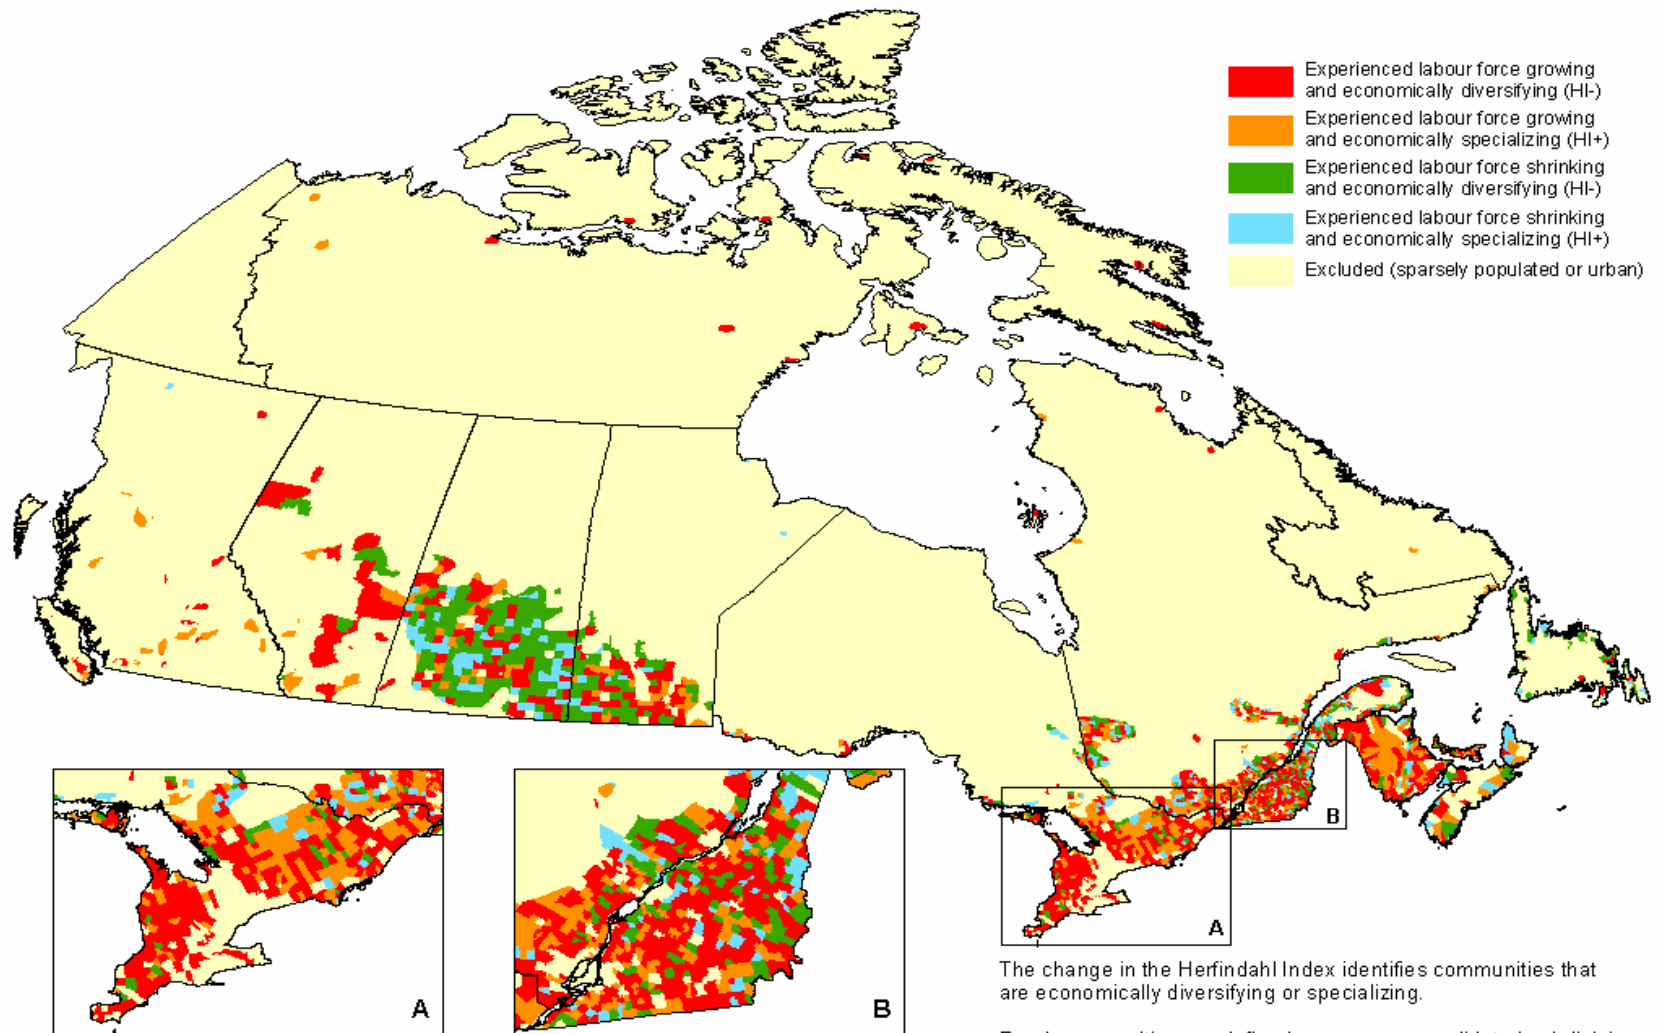 Experienced labour force growing
and economically diversifying (HI-)
Experienced labour force growing
and economically specializing (HI+)
Experienced labour force shrinking
and economically diversifying (HI-)
Experienced labour force shrinking
and economically specializing (HI+)
Excluded (sparsely populated or urban)
B
A
A
B
The change in the Herfindahl Index identifies communities that
are economically diversifying or specializing.